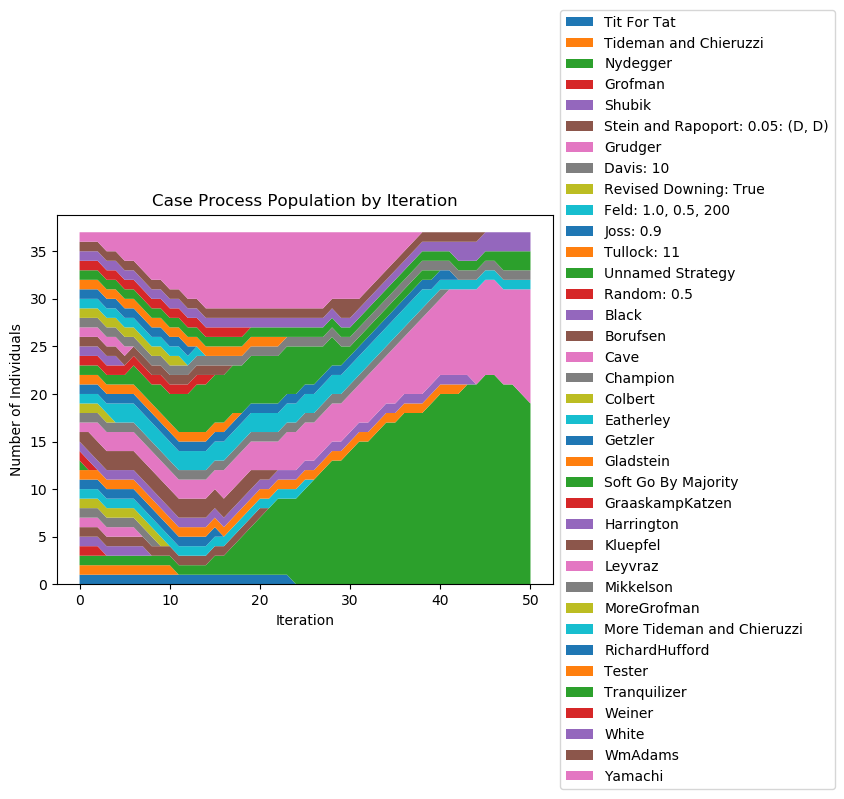 Case Process Population by Iteration
Number of Individuals
35
30
25
20
15
10
5
0
0 10 20 30 40 50
Iteration
Tit For Tat
Tideman and Chieruzzi
Nydegger
Grofman
Shubik
Stein and Rapoport: 0.05: (D, D)
Grudger
Davis: 10
Revised Downing: True
Feld: 1.0, 0.5, 200
Joss: 0.9
Tullock: 11
Unnamed Strategy
Random: 0.5
Black
Borufsen
Cave
Champion
Colbert
Eatherley
Getzler
Gladstein
Soft Go By Majority
GraaskampKatzen
Harrington
Kluepfel
Leyvraz
Mikkelson
MoreGrofman
More Tideman and Chieruzzi
RichardHufford
Tester
Tranquilizer
Weiner
White
WmAdams
Yamachi